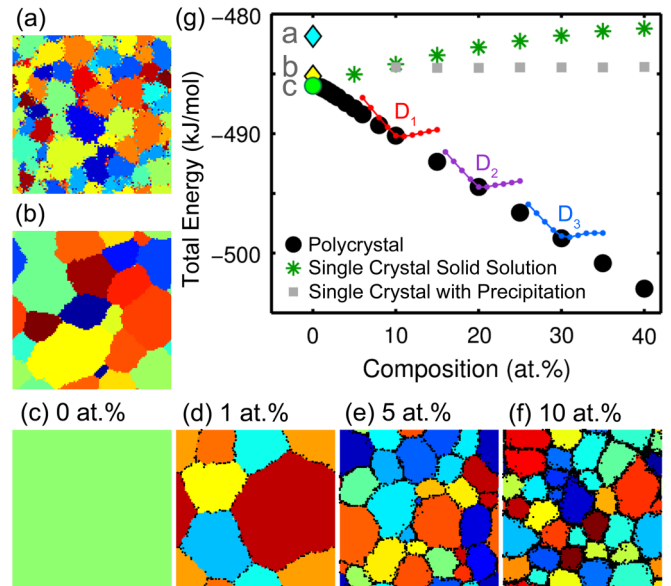 (a)
(b)
(g)
Total Energy (kJ/mol)
-480
-490
-500
a
b
c
D1
D2
D3
Polycrystal
Single Crystal Solid Solution
Single Crystal with Precipitation
0 10 20 30 40
Composition (at.%)
(c) 0 at.% (d) 1 at.% (e) 5 at.% (f) 10 at.%